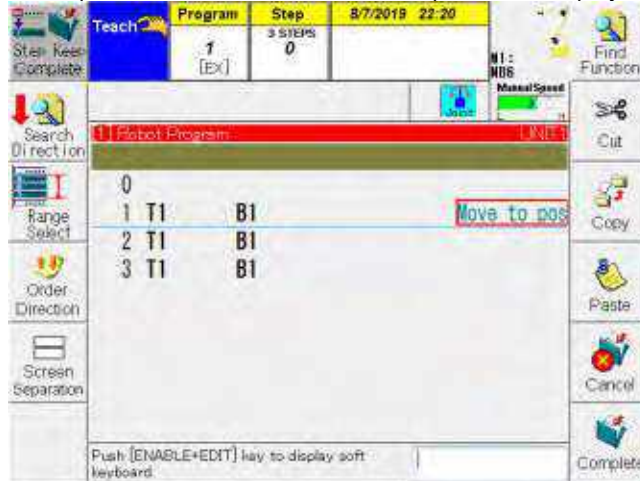 Step Keep
Complete
Teach
Program
1
[EX]
Step
3 STEPS
0
8/7/2019 22:20
N1:
NB6
Find
Function
Search
Direction
Joint
Manual Speed
Cut
[1] Robot Program
UNIT1
Range
Select
0
1 T1 B1 Move to pos
2 T1 B1
3 T1 B1
Copy
Order
Direction
Paste
Screen
Separation
Cancel
Push [ENABLE+EDIT] key to display soft
keyboard.
Complete